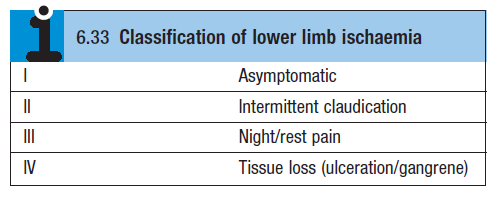 6.33 Classification of lower limb ischaemia
I Asymptomatic
II Intermittent claudication
III Night/rest pain
IV Tissue loss (ulceration/gangrene)